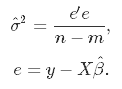 σ̂² = e′e / (n − m),
e = y − Xβ̂.